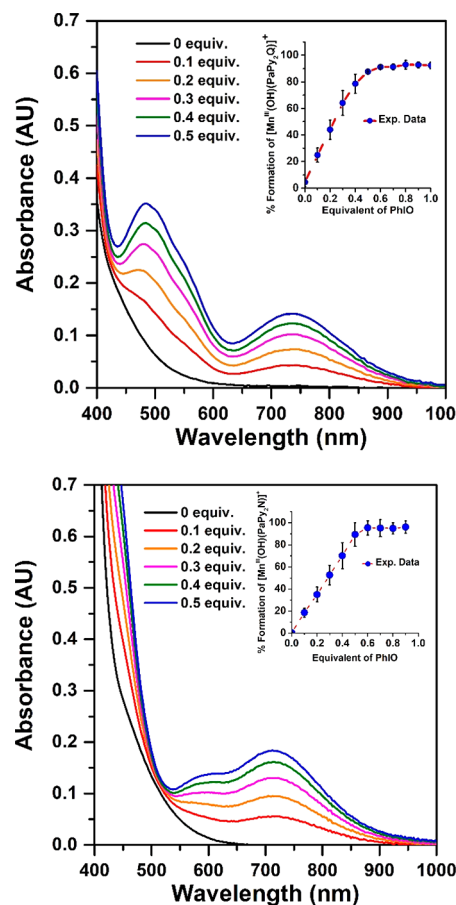 Absorbance (AU)
0.7
0.6
0.5
0.4
0.3
0.2
0.1
0.0
0 equiv.
0.1 equiv.
0.2 equiv.
0.3 equiv.
0.4 equiv.
0.5 equiv.
% Formation of [Mn^II(OH)(PaPy₂Q)]⁺
100
80
60
40
20
0
Exp. Data
0.0 0.2 0.4 0.6 0.8 1.0
Equivalent of PhIO
400 500 600 700 800 900 1000
Wavelength (nm)
Absorbance (AU)
0.7
0.6
0.5
0.4
0.3
0.2
0.1
0.0
0 equiv.
0.1 equiv.
0.2 equiv.
0.3 equiv.
0.4 equiv.
0.5 equiv.
% Formation of [Mn^II(OH)(PaPy₂N)]⁺
100
80
60
40
20
0
Exp. Data
0.0 0.2 0.4 0.6 0.8 1.0
Equivalent of PhIO
400 500 600 700 800 900 1000
Wavelength (nm)